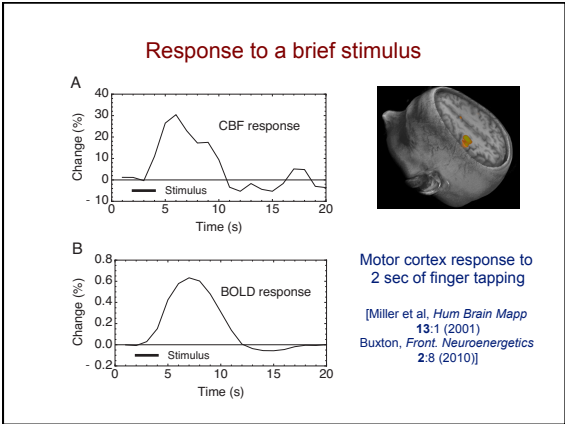 Response to a brief stimulus
A
40
30
20
10
0
- 10
Change (%)
CBF response
Stimulus
0 5 10 15 20
Time (s)
B
0.8
0.6
0.4
0.2
0.0
- 0.2
Change (%)
BOLD response
Stimulus
0 5 10 15 20
Time (s)
Motor cortex response to
2 sec of finger tapping
[Miller et al, Hum Brain Mapp
13:1 (2001)
Buxton, Front. Neuroenergetics
2:8 (2010)]